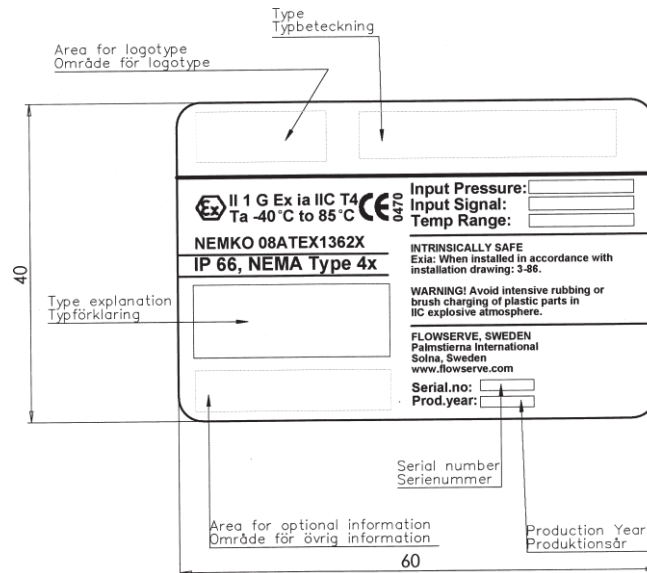 Type
Typbeteckning
Area for logotype
Område för logotype
40
Ex II 1 G Ex ia IIC T4
Ta -40°C to 85°C
CE 0470
NEMKO 08ATEX1362X
IP 66, NEMA Type 4x
Input Pressure:
Input Signal:
Temp Range:
INTRINSICALLY SAFE
Exia: When installed in accordance with
installation drawing: 3-86.
WARNING! Avoid intensive rubbing or
brush charging of plastic parts in
IIC explosive atmosphere.
Type explanation
Typförklaring
FLOWSERVE, SWEDEN
Palmstierna International
Solna, Sweden
www.flowserve.com
Serial.no:
Prod.year:
Serial number
Serienummer
Area for optional information
Område för övrig information
Production Year
Produktionsår
60